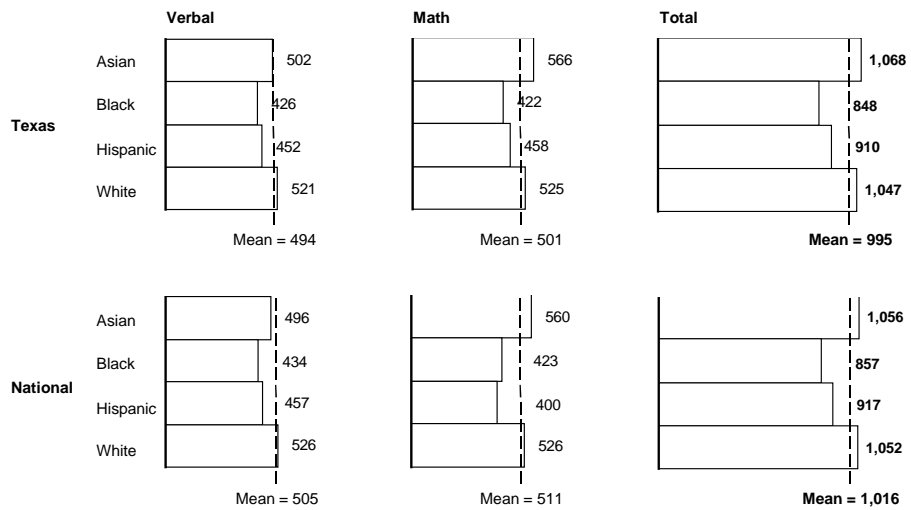 Verbal Math Total
Asian 502 566 1,068
Black 426 422 848
Texas
Hispanic 452 458 910
White 521 525 1,047
Mean = 494 Mean = 501 Mean = 995
Asian 496 560 1,056
Black 434 423 857
National
Hispanic 457 400 917
White 526 526 1,052
Mean = 505 Mean = 511 Mean = 1,016